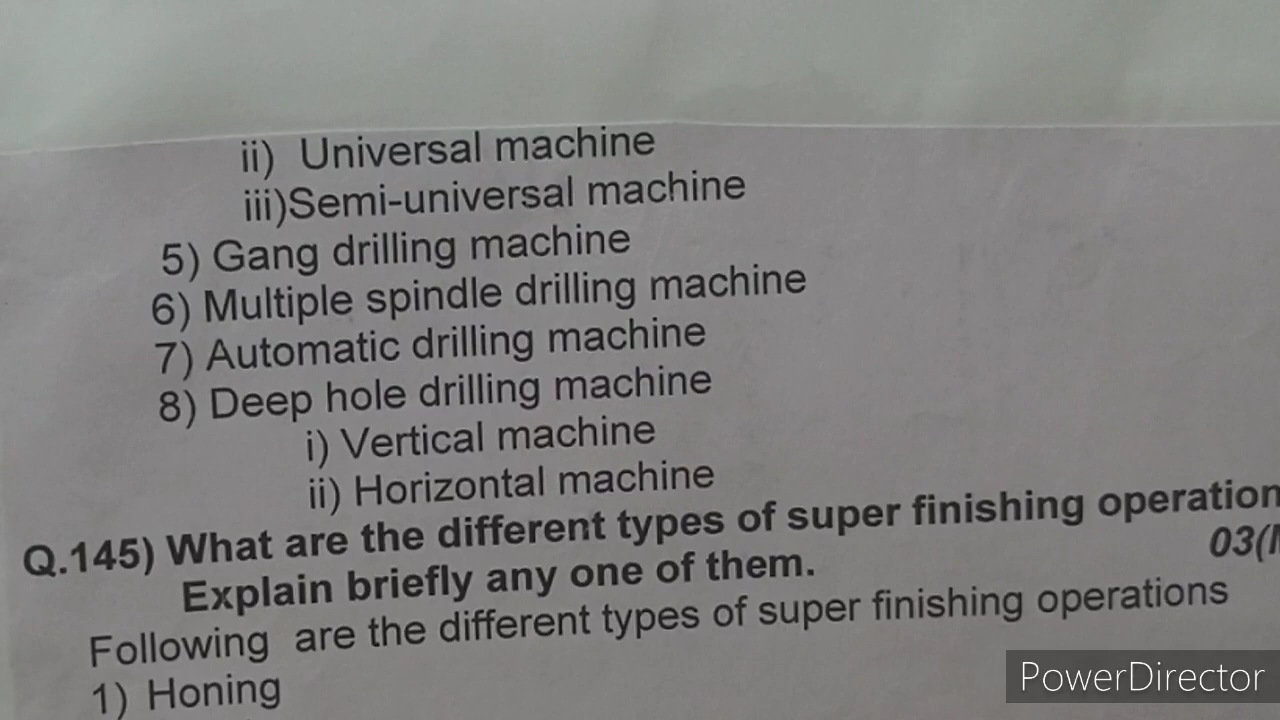 ii) Universal machine
iii)Semi-universal machine
5) Gang drilling machine
6) Multiple spindle drilling machine
7) Automatic drilling machine
8) Deep hole drilling machine
i) Vertical machine
ii) Horizontal machine
Q.145) What are the different types of super finishing operation
03(
Explain briefly any one of them.
Following are the different types of super finishing operations
1) Honing
PowerDirector